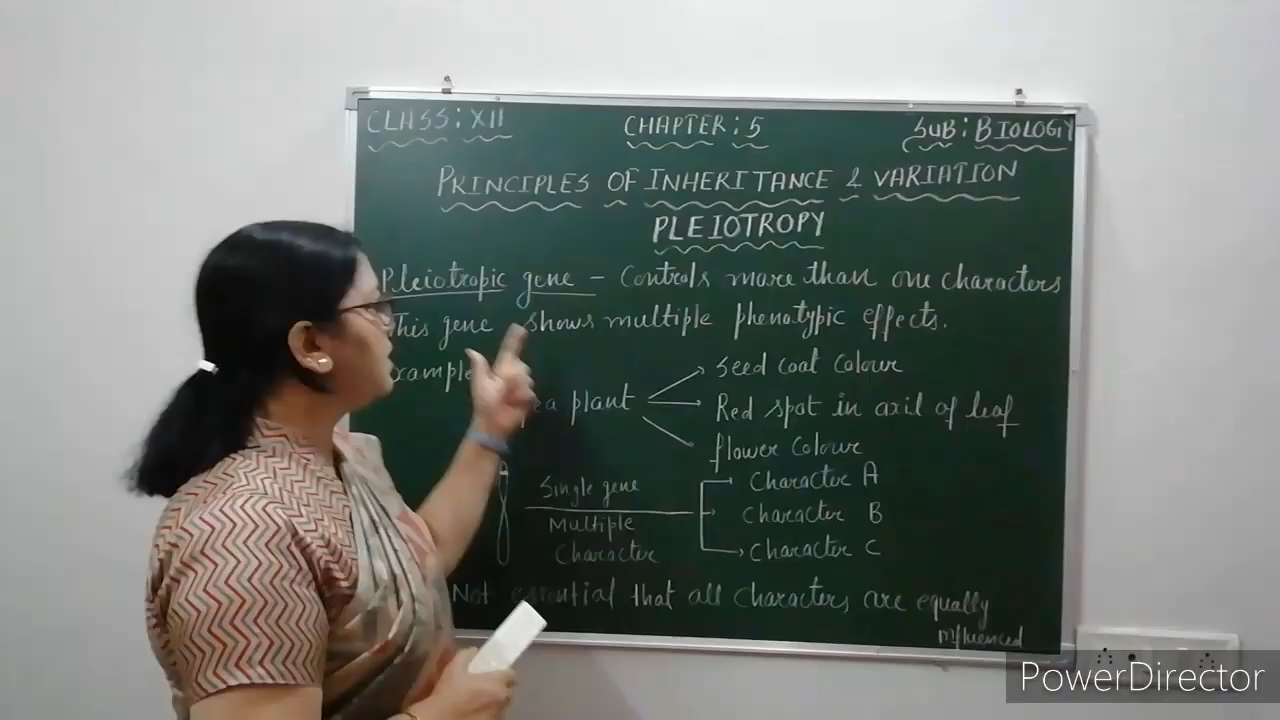 CLASS: XII CHAPTER: 5 SUB: BIOLOGY
PRINCIPLES OF INHERITANCE & VARIATION
PLEIOTROPY
Pleiotropic gene – Controls more than one characters
This gene shows multiple phenotypic effects.
xample
ea plant
Seed coat colour
Red spot in axil of leaf
flower colour
Single gene
Multiple
Character
Character A
Character B
Character C
Not essential that all characters are equally
influenced
PowerDirector